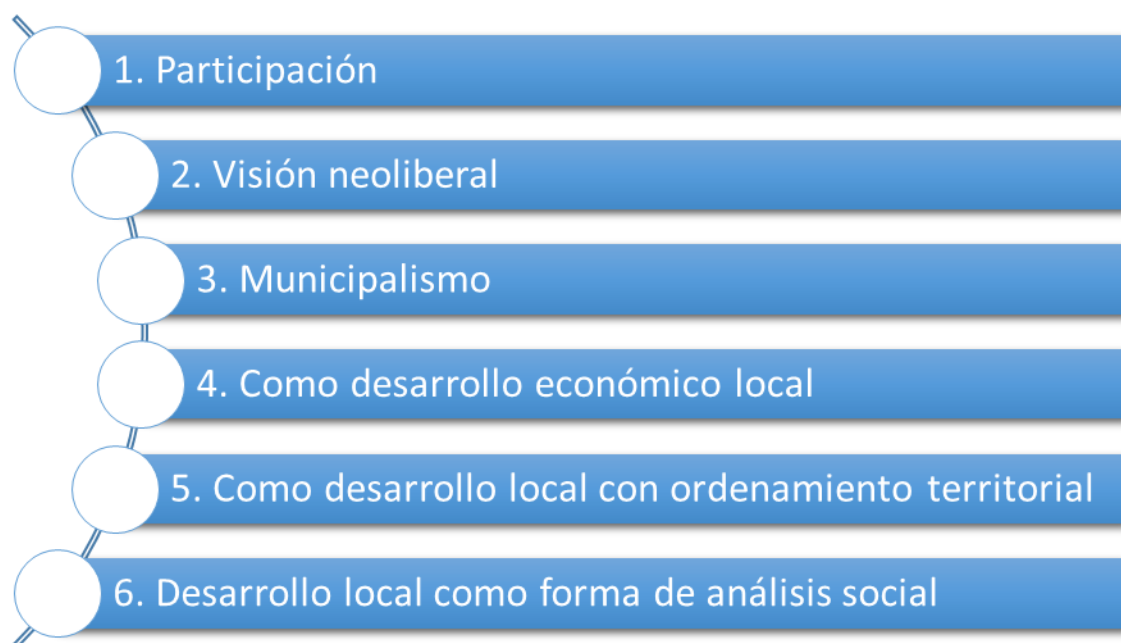 1. Participación
2. Visión neoliberal
3. Municipalismo
4. Como desarrollo económico local
5. Como desarrollo local con ordenamiento territorial
6. Desarrollo local como forma de análisis social